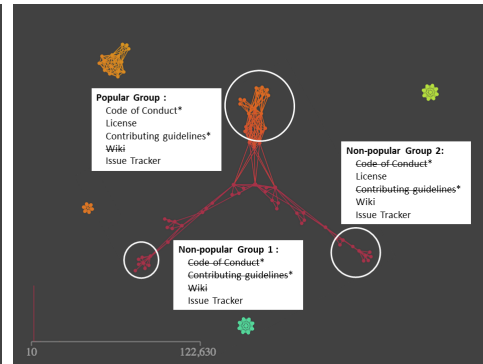 Popular Group :
Code of Conduct*
License
Contributing guidelines*
Wiki
Issue Tracker
Non-popular Group 2:
Code of Conduct*
License
Contributing guidelines*
Wiki
Issue Tracker
Non-popular Group 1 :
Code of Conduct*
Contributing guidelines*
Wiki
Issue Tracker
10
122,630